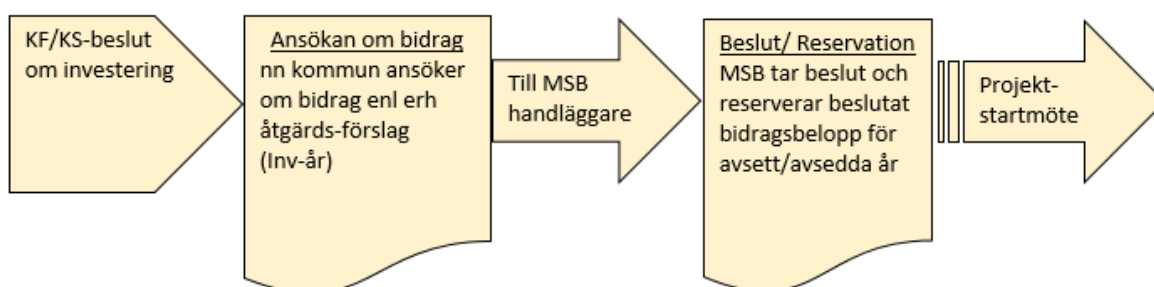 KF/KS-beslut
om investering
Ansökan om bidrag
nn kommun ansöker
om bidrag enl erh
åtgärds-förslag
(Inv-år)
Till MSB
handläggare
Beslut/ Reservation
MSB tar beslut och
reserverar beslutat
bidragsbelopp för
avsett/avsedda år
Projekt-
startmöte